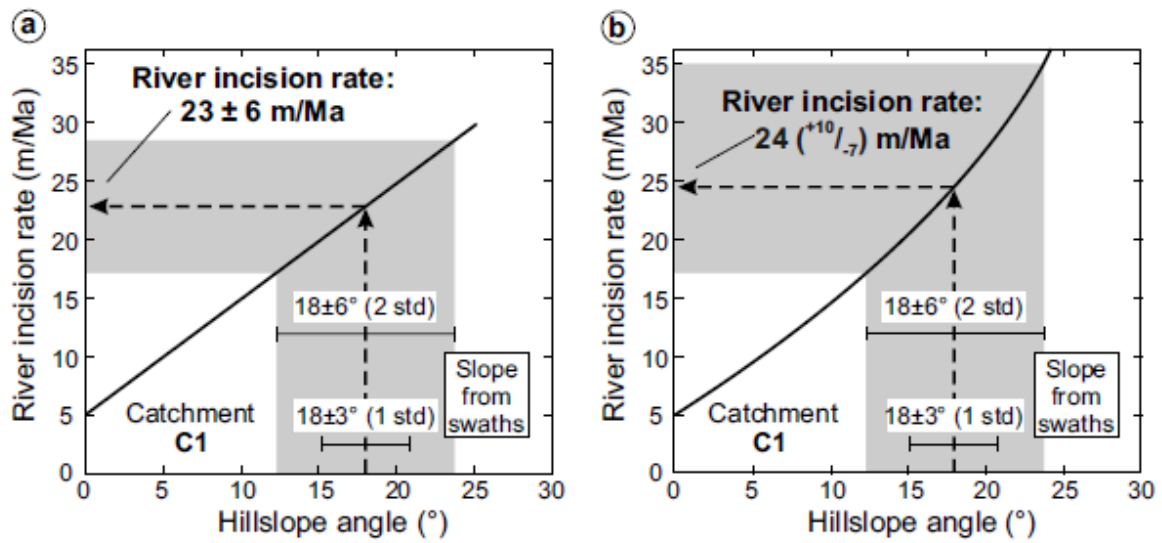 a
River incision rate (m/Ma)
35
30
25
20
15
10
5
0
River incision rate:
23 ± 6 m/Ma
18±6° (2 std)
Slope
from
swaths
Catchment
C1
18±3° (1 std)
0 5 10 15 20 25 30
Hillslope angle (°)
b
River incision rate (m/Ma)
35
30
25
20
15
10
5
0
River incision rate:
24 (+10/-7) m/Ma
18±6° (2 std)
Slope
from
swaths
Catchment
C1
18±3° (1 std)
0 5 10 15 20 25 30
Hillslope angle (°)